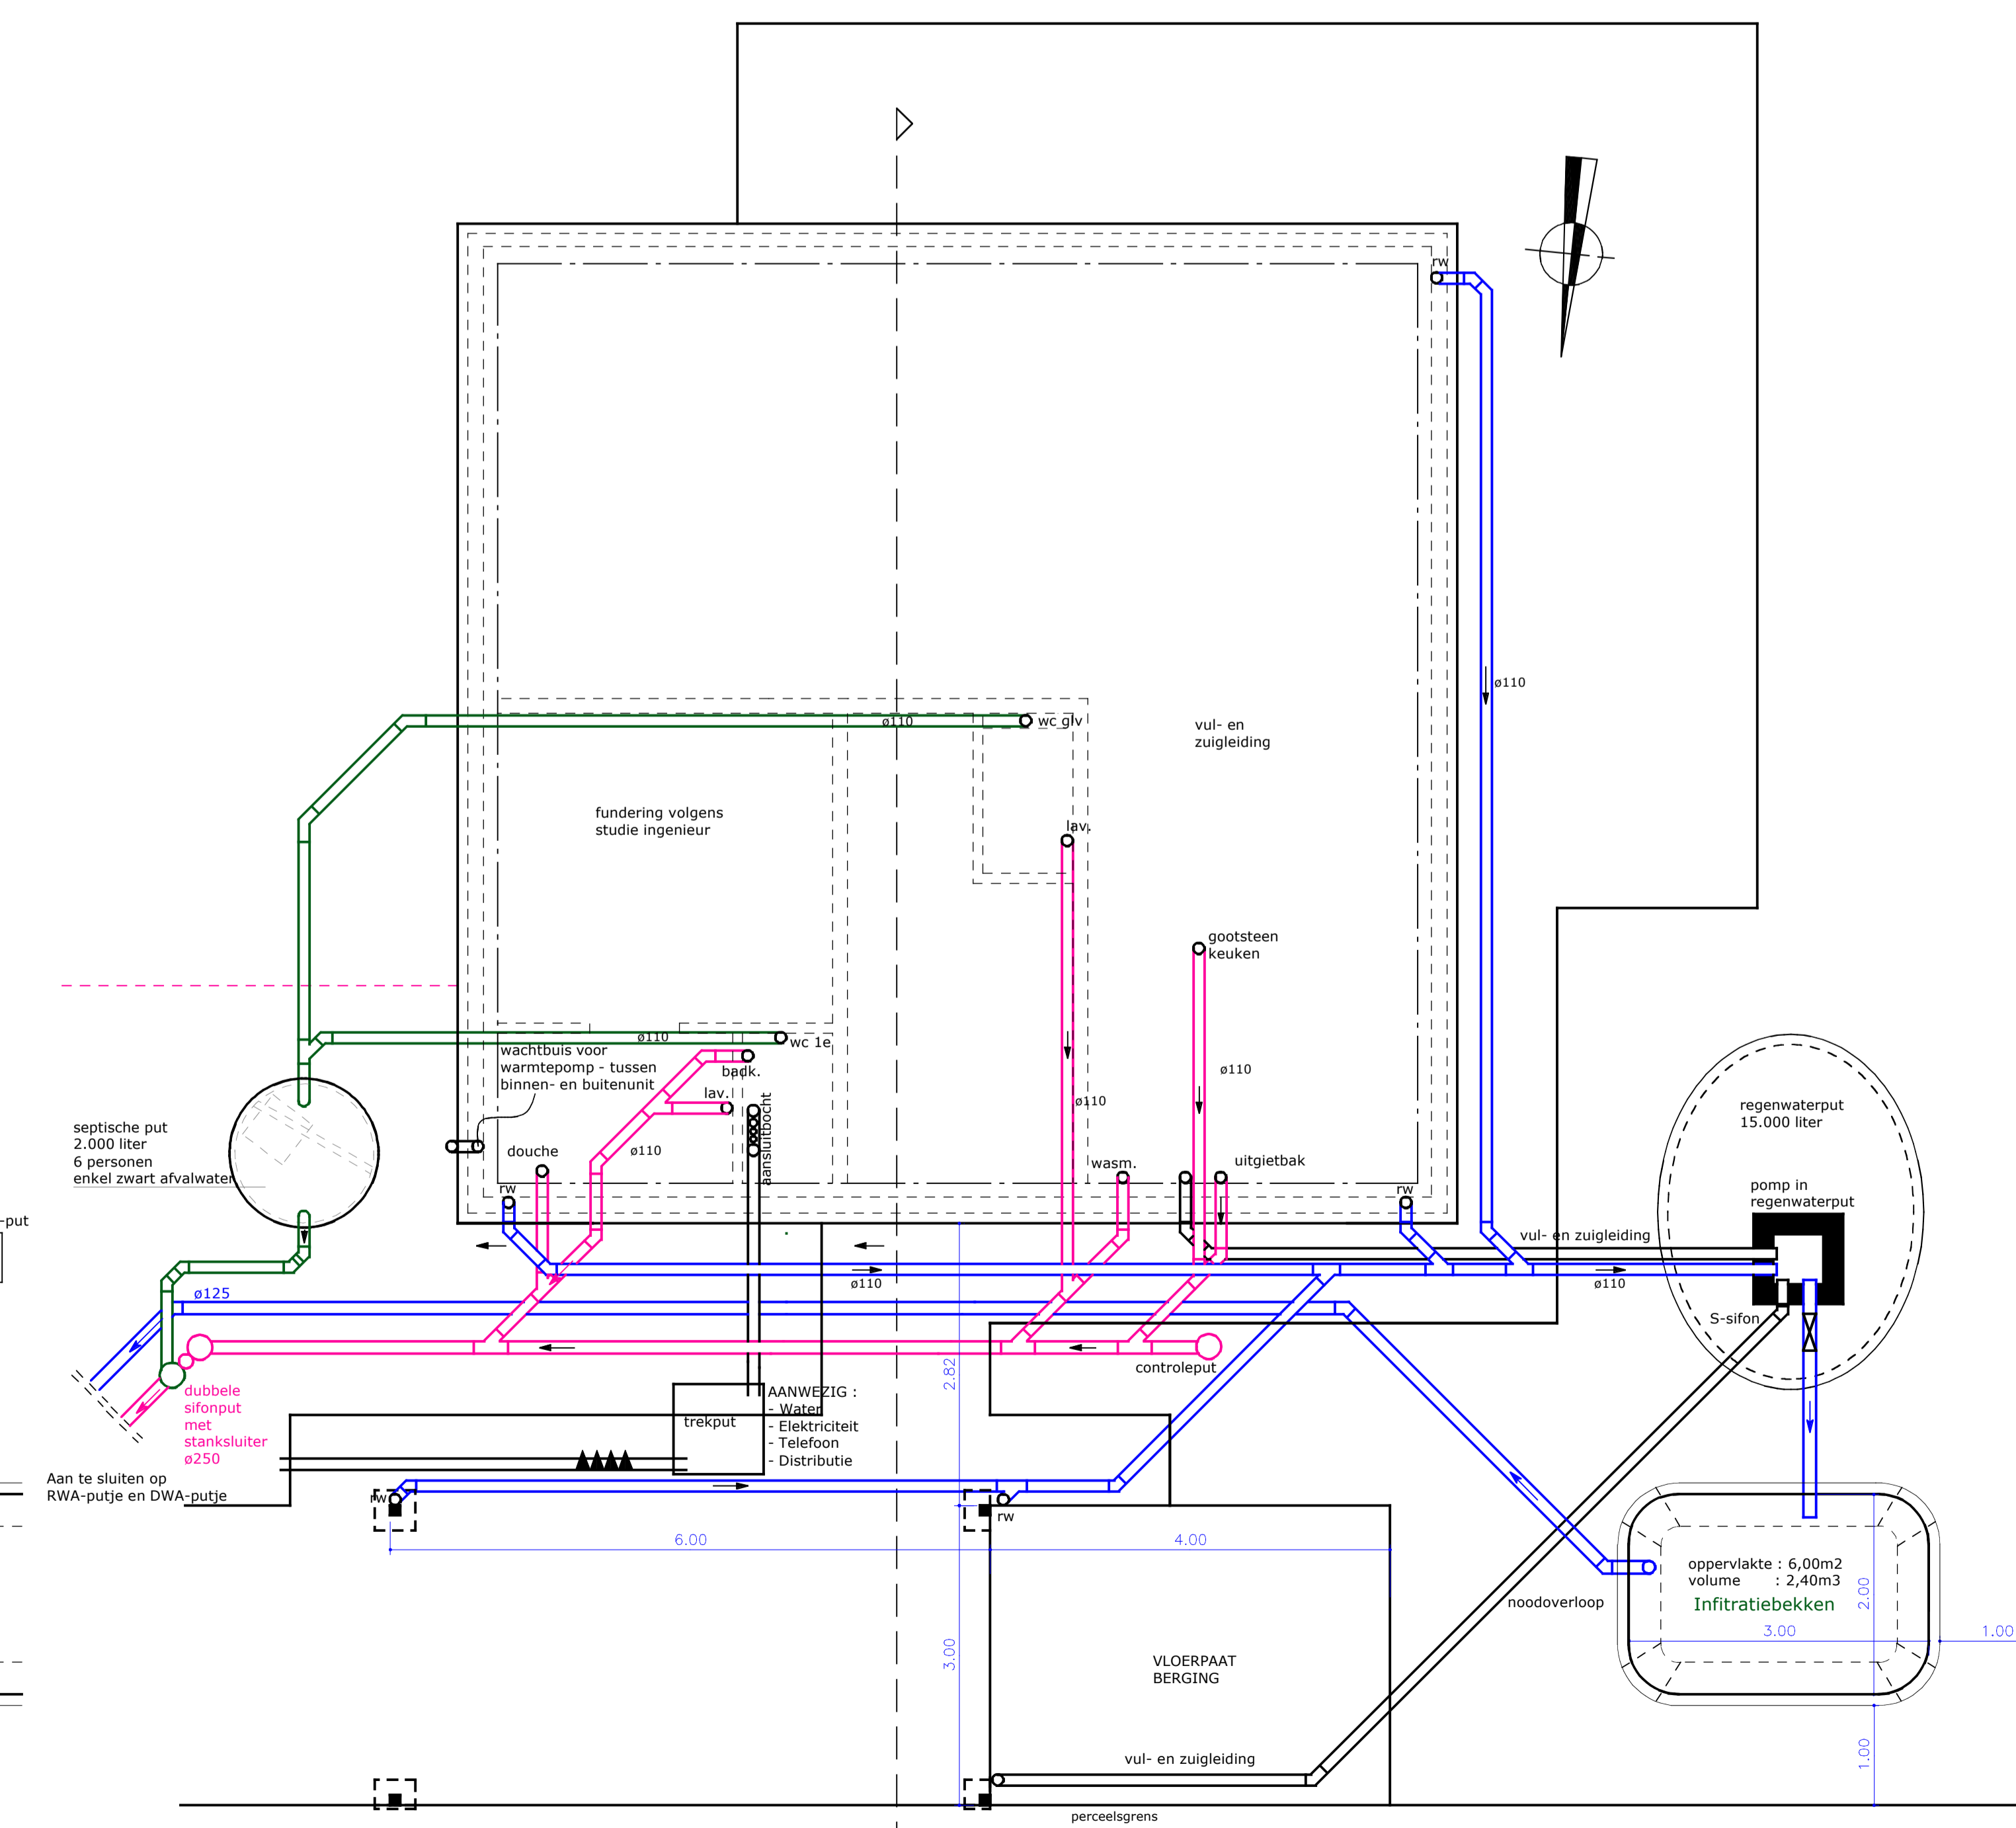 rw
ø110
ø110
wc glv
vul- en
zuigleiding
fundering volgens
studie ingenieur
lav.
gootsteen
keuken
ø110
wc 1e
wachtbuis voor
warmtepomp - tussen
binnen- en buitenunit
badk.
lav.
aansluitbocht
ø110
ø110
ø110
septische put
2.000 liter
6 personen
enkel zwart afvalwater
douche
wasm.
uitgietbak
rw
rw
regenwaterput
15.000 liter
pomp in
regenwaterput
-put
vul- en zuigleiding
ø110
ø110
ø125
S-sifon
controleput
2.82
dubbele
sifonput
met
stanksluiter
ø250
trekput
AANWEZIG :
- Water
- Elektriciteit
- Telefoon
- Distributie
Aan te sluiten op
RWA-putje en DWA-putje
rw
rw
6.00
4.00
oppervlakte : 6,00m2
volume : 2,40m3
Infitratiebekken
2.00
3.00
1.00
noodoverloop
3.00
VLOERPAAT
BERGING
1.00
vul- en zuigleiding
perceelsgrens